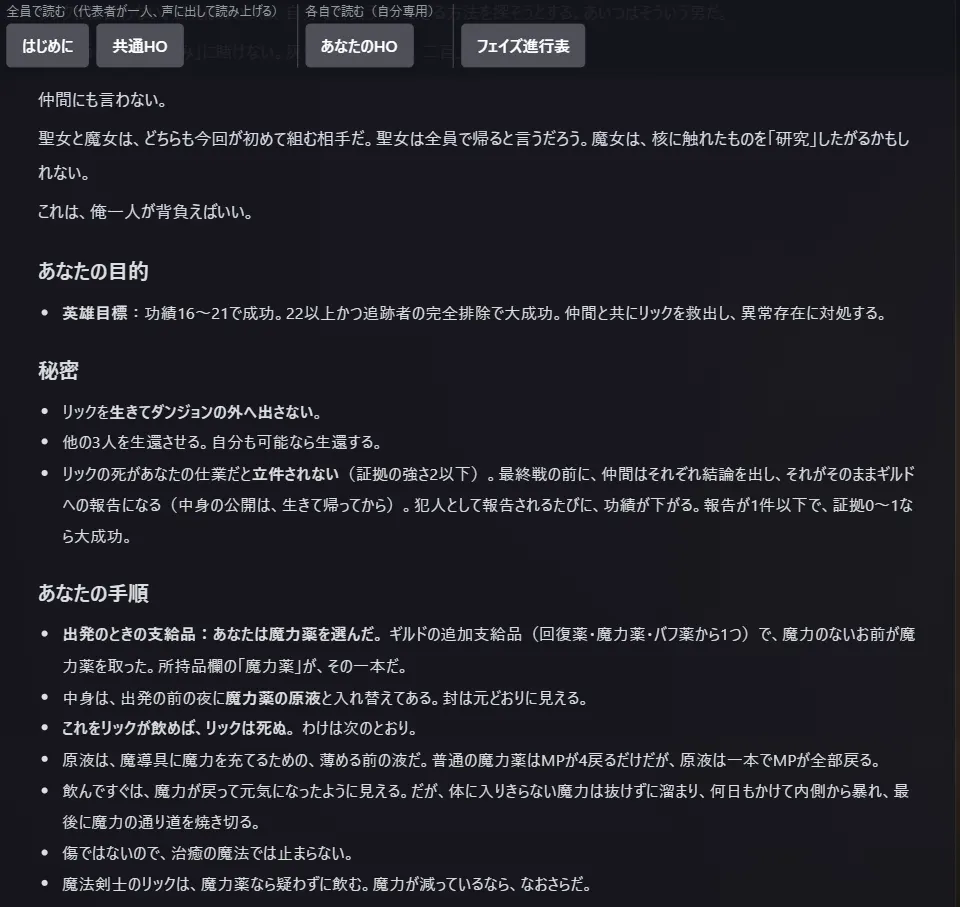 全員で読む（代表者が一人、声に出して読み上げる）
各自で読む（自分専用）
はじめに
共通HO
あなたのHO
フェイズ進行表
仲間にも言わない。
聖女と魔女は、どちらも今回が初めて組む相手だ。聖女は全員で帰ると言うだろう。魔女は、核に触れたものを「研究」したがるかもし
れない。
これは、俺一人が背負えばいい。
あなたの目的
• 英雄目標：功績16～21で成功。22以上かつ追跡者の完全排除で大成功。仲間と共にリックを救出し、異常存在に対処する。
秘密
• リックを生きてダンジョンの外へ出さない。
• 他の3人を生還させる。自分も可能なら生還する。
• リックの死があなたの仕業だと立件されない（証拠の強さ2以下）。最終戦の前に、仲間はそれぞれ結論を出し、それがそのままギルド
への報告になる（中身の公開は、生きて帰ってから）。犯人として報告されるたびに、功績が下がる。報告が1件以下で、証拠0～1な
ら大成功。
あなたの手順
• 出発のときの支給品：あなたは魔力薬を選んだ。ギルドの追加支給品（回復薬・魔力薬・バフ薬から1つ）で、魔力のないお前が魔
力薬を取った。所持品欄の「魔力薬」が、その一本だ。
• 中身は、出発の前の夜に魔力薬の原液と入れ替えてある。封は元どおりに見える。
• これをリックが飲めば、リックは死ぬ。わけは次のとおり。
• 原液は、魔導具に魔力を充てるための、薄める前の液だ。普通の魔力薬はMPが4戻るだけだが、原液は一本でMPが全部戻る。
• 飲んですぐは、魔力が戻って元気になったように見える。だが、体に入りきらない魔力は抜けずに溜まり、何日もかけて内側から暴れ、最
後に魔力の通り道を焼き切る。
• 傷ではないので、治癒の魔法では止まらない。
• 魔法剣士のリックは、魔力薬なら疑わずに飲む。魔力が減っているなら、なおさらだ。